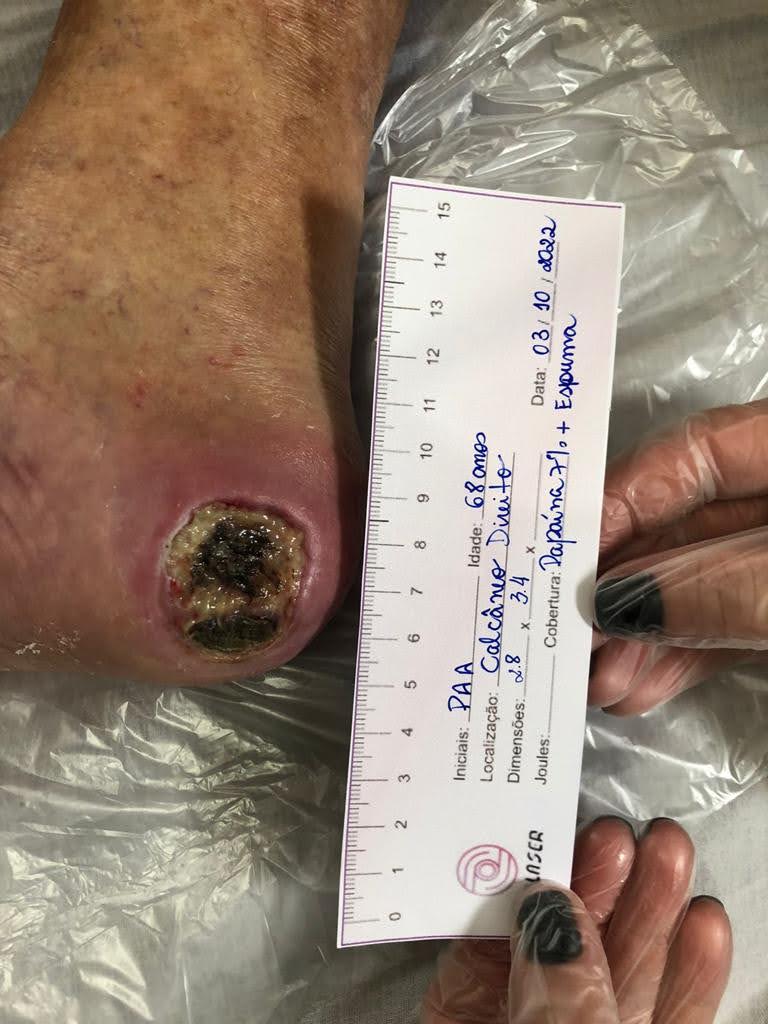 0 1 2 3 4 5 6 7 8 9 10 11 12 13 14 15
Iniciais: PAA Idade: 68 anos
Localização: Calcâneo Direito
Dimensões: 2.8 x 3.4 x
Data: 03/10/2022
Joules: Cobertura: Papaína 7% + Espuma
LASER